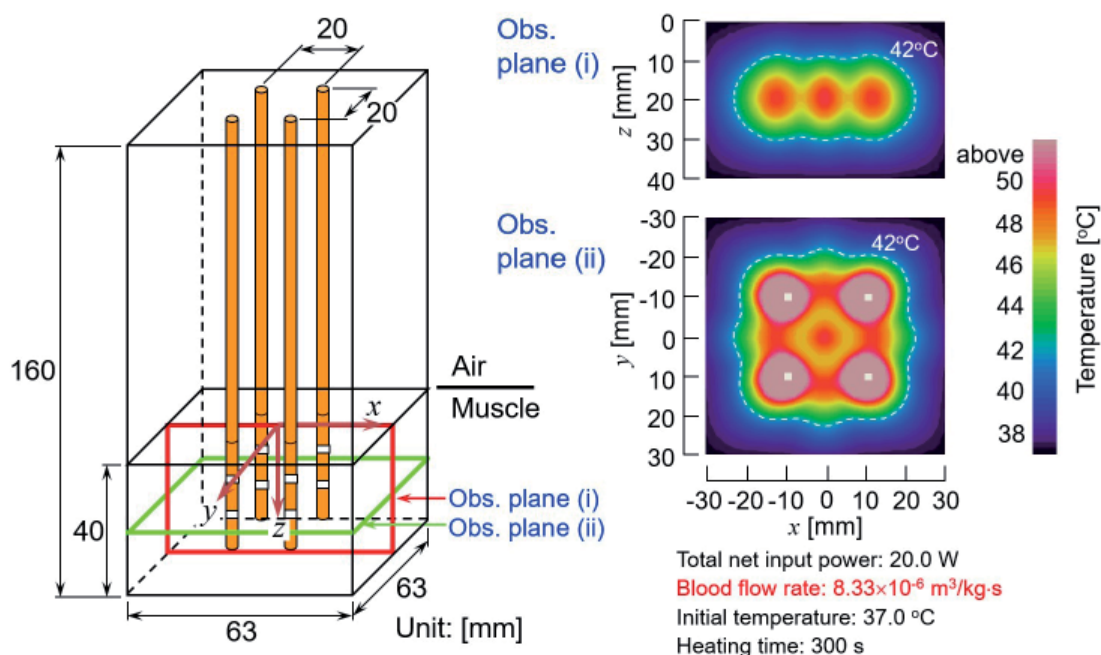 20
20
160
Air
Muscle
x
y
z
Obs. plane (i)
Obs. plane (ii)
40
63
63
Unit: [mm]
Obs.
plane (i)
0
10
20
30
40
z [mm]
42°C
Obs.
plane (ii)
-30
-20
-10
0
10
20
30
y [mm]
42°C
-30 -20 -10 0 10 20 30
x [mm]
above
50
48
46
44
42
40
38
Temperature [°C]
Total net input power: 20.0 W
Blood flow rate: 8.33×10⁻⁶ m³/kg·s
Initial temperature: 37.0 °C
Heating time: 300 s